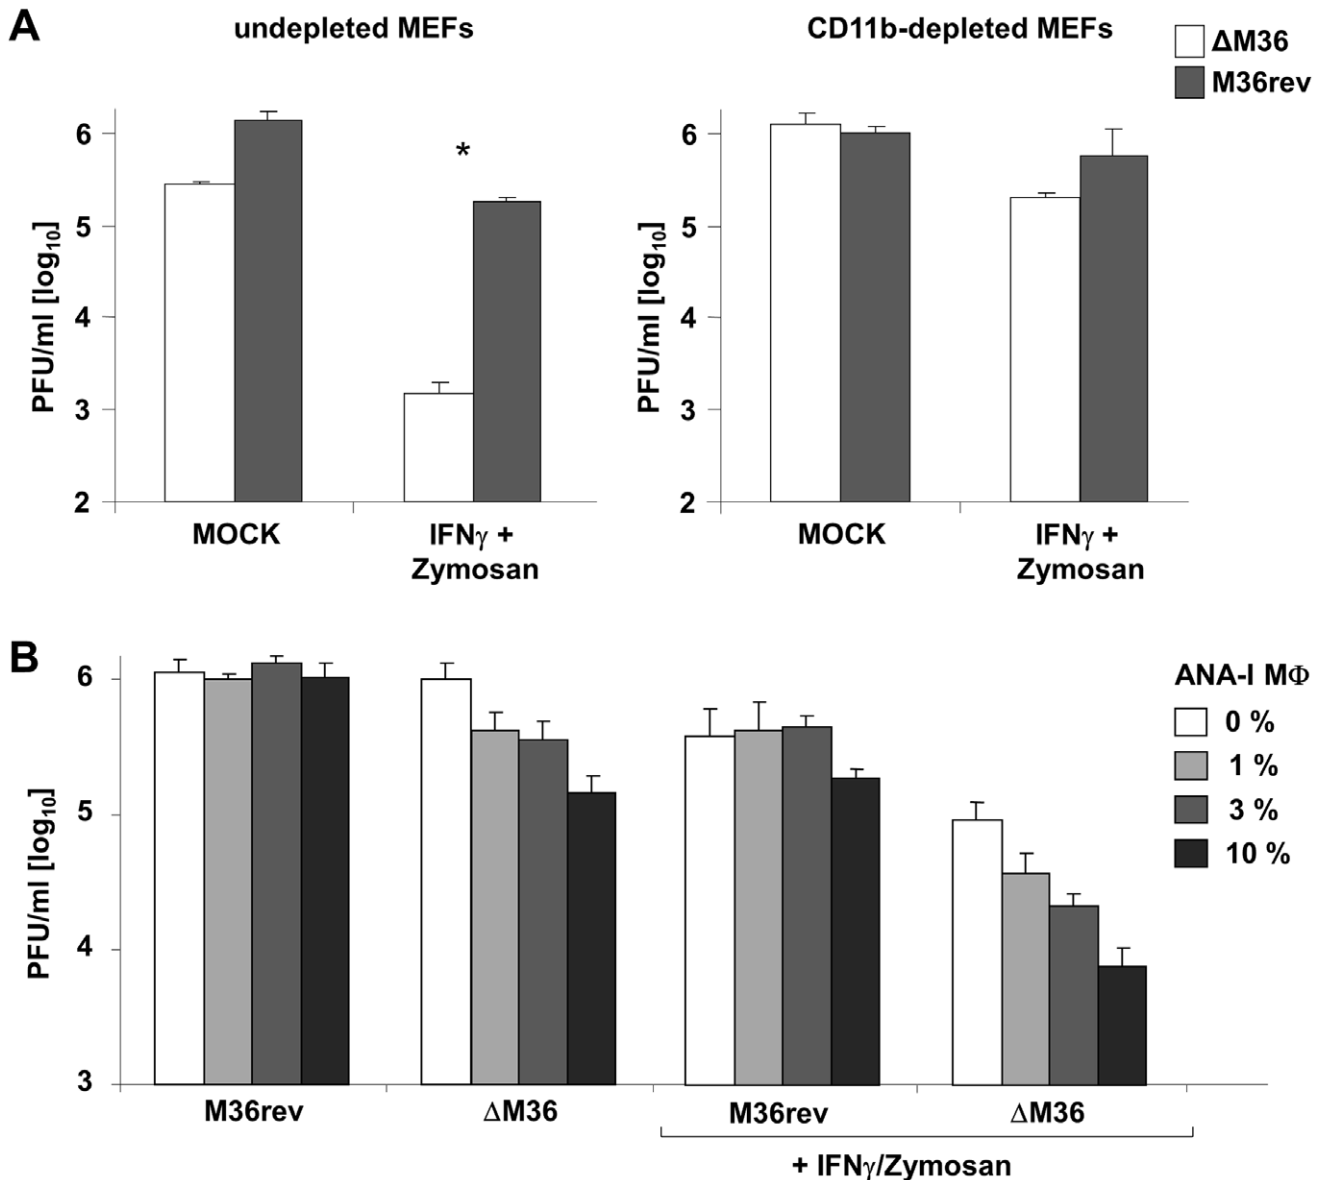 A
undepleted MEFs
CD11b-depleted MEFs
ΔM36
M36rev
PFU/ml [log10]
6
5
4
3
2
*
MOCK
IFNγ +
Zymosan
PFU/ml [log10]
6
5
4
3
2
MOCK
IFNγ +
Zymosan
B
PFU/ml [log10]
6
5
4
3
M36rev
ΔM36
M36rev
ΔM36
+ IFNγ/Zymosan
ANA-I MΦ
0 %
1 %
3 %
10 %